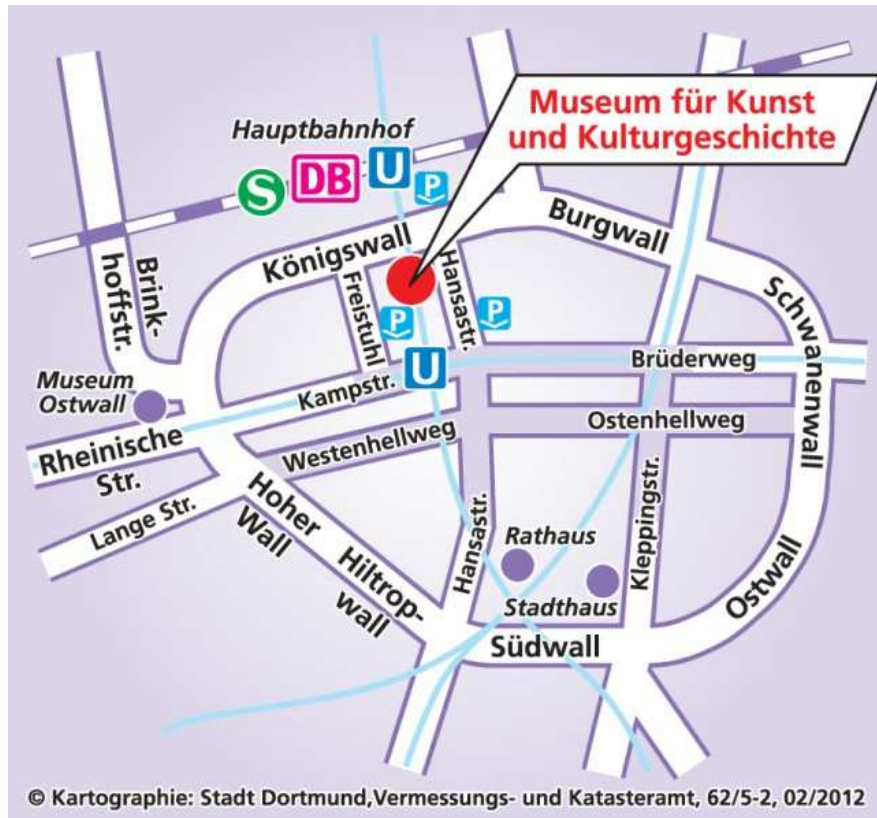 Museum für Kunst
und Kulturgeschichte
Hauptbahnhof
S
DB
U
P
Königswall
Burgwall
Brink-
hoffstr.
Freistuhl
Hansastr.
Schwanenwall
P
P
U
Brüderweg
Museum
Ostwall
Kampstr.
Ostenhellweg
Rheinische
Str.
Westenhellweg
Lange Str.
Hoher
Wall
Hiltrop-
wall
Hansastr.
Rathaus
Stadthaus
Kleppingstr.
Ostwall
Südwall
© Kartographie: Stadt Dortmund,Vermessungs- und Katasteramt, 62/5-2, 02/2012